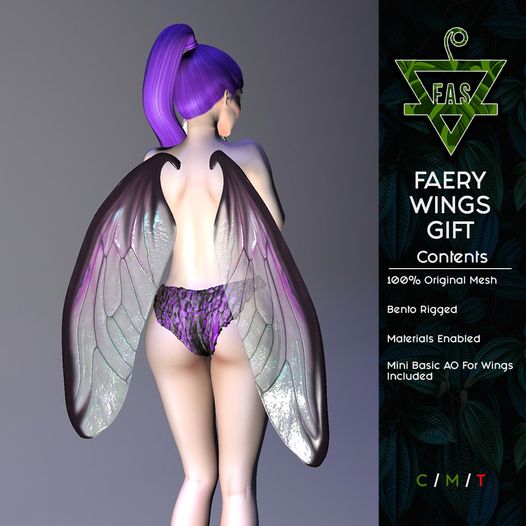 FAS
FAERY
WINGS
GIFT
Contents
100% Original Mesh
Bento Rigged
Materials Enabled
Mini Basic AO For Wings
Included
C / M / T